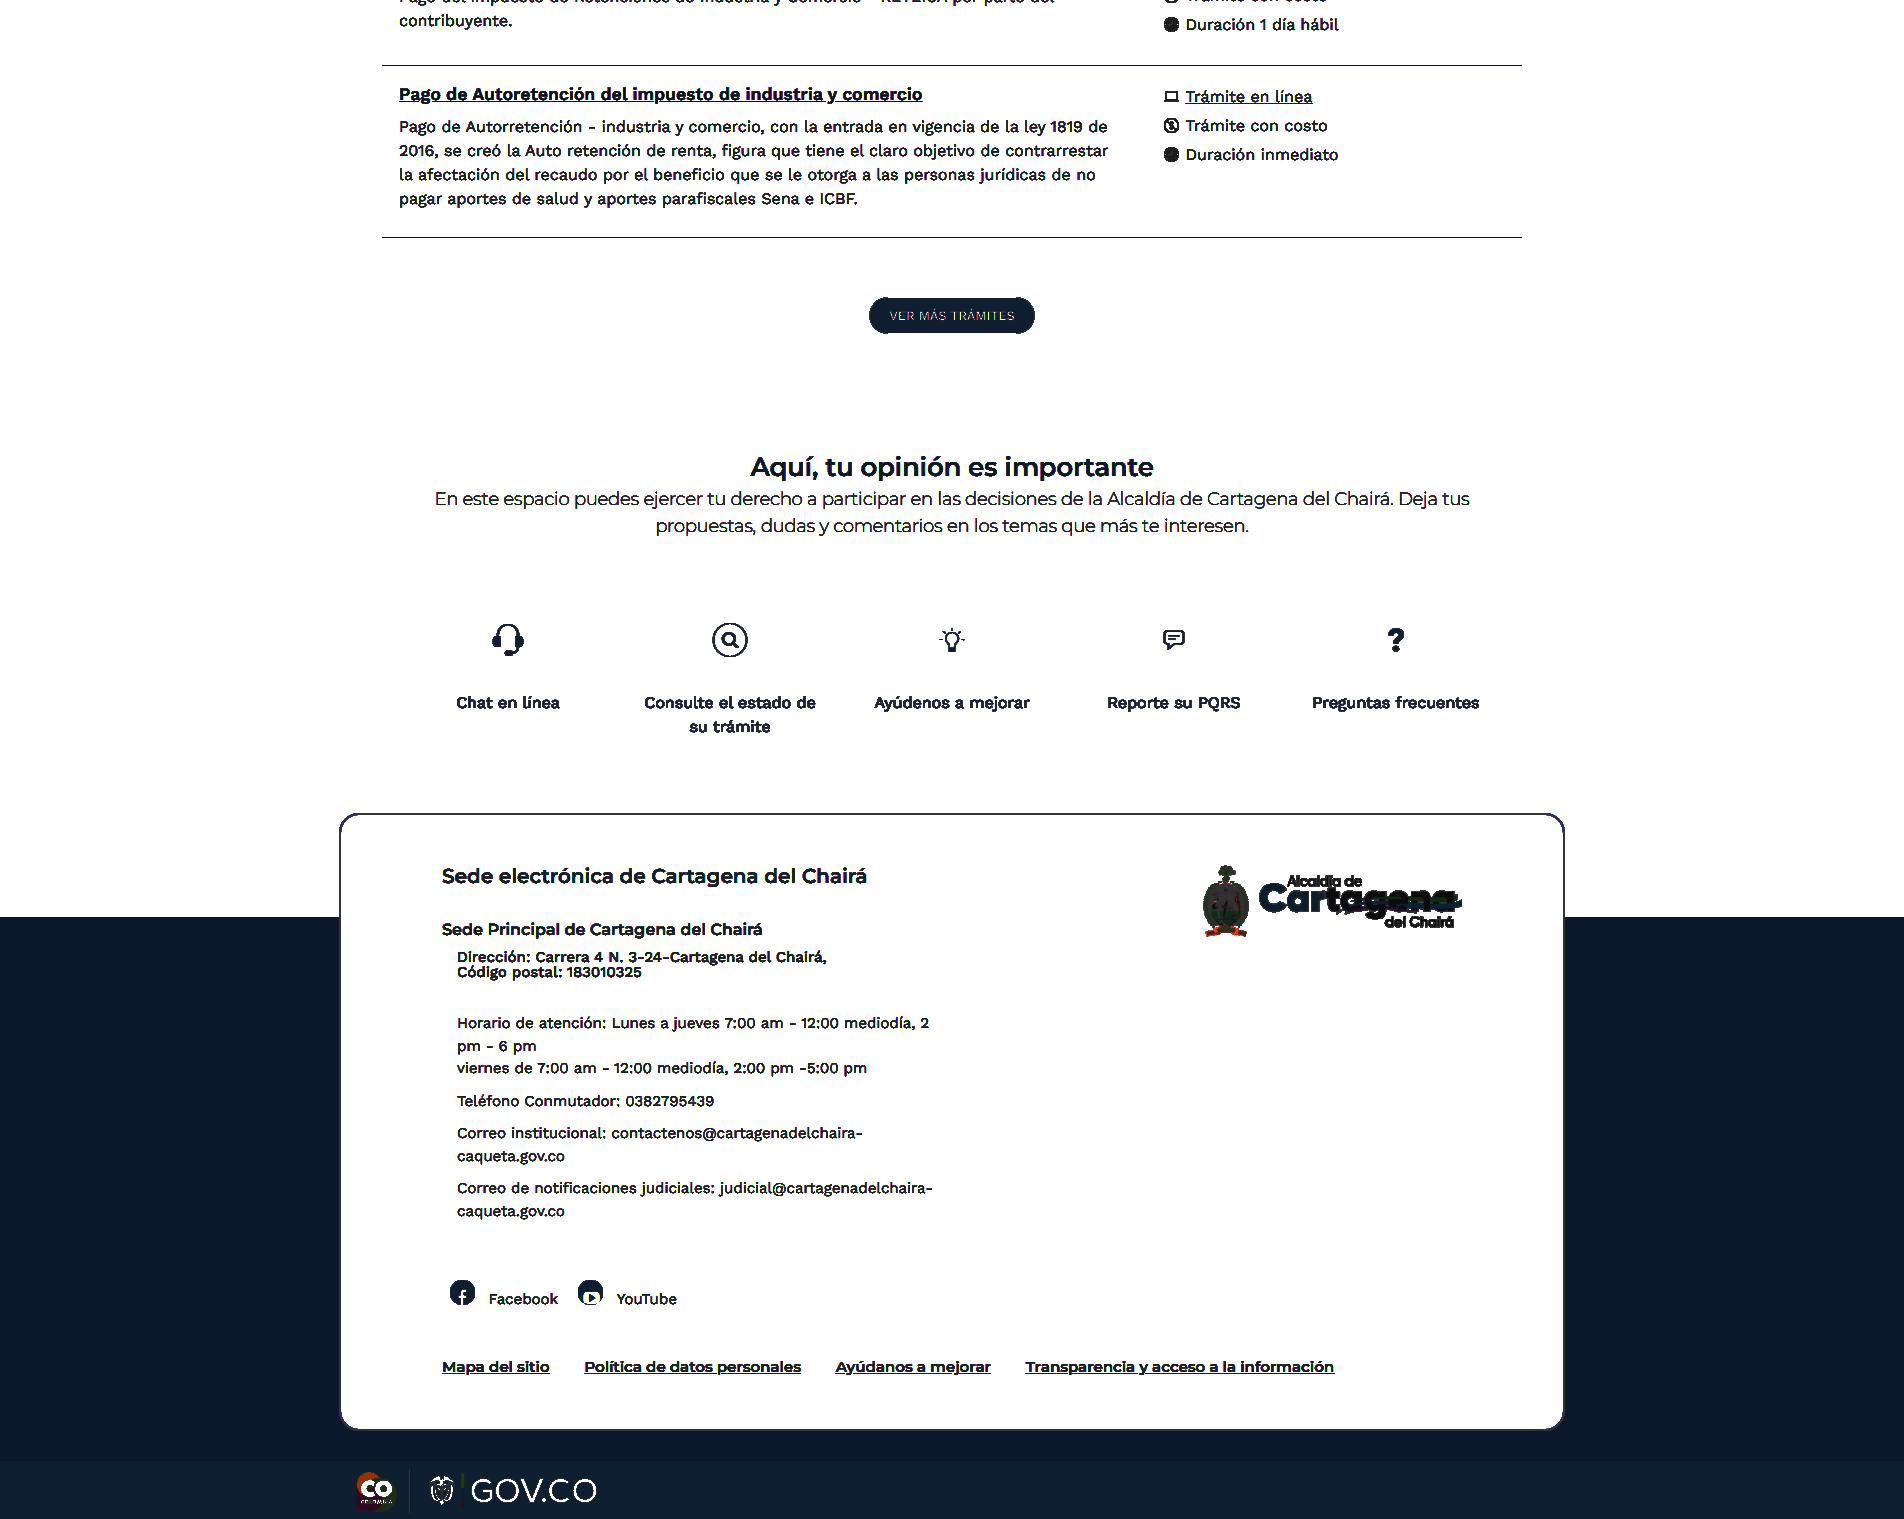 contribuyente.
Duración 1 día hábil
Pago de Autoretención del impuesto de industria y comercio
Pago de Autorretención - industria y comercio, con la entrada en vigencia de la ley 1819 de
2016, se creó la Auto retención de renta, figura que tiene el claro objetivo de contrarrestar
la afectación del recaudo por el beneficio que se le otorga a las personas jurídicas de no
pagar aportes de salud y aportes parafiscales Sena e ICBF.
Trámite en línea
Trámite con costo
Duración inmediato
VER MÁS TRÁMITES
Aquí, tu opinión es importante
En este espacio puedes ejercer tu derecho a participar en las decisiones de la Alcaldía de Cartagena del Chairá. Deja tus
propuestas, dudas y comentarios en los temas que más te interesen.
Chat en línea
Consulte el estado de
su trámite
Ayúdenos a mejorar
Reporte su PQRS
Preguntas frecuentes
Sede electrónica de Cartagena del Chairá
Alcaldía de
Cartagena
del Chairá
Sede Principal de Cartagena del Chairá
Dirección: Carrera 4 N. 3-24-Cartagena del Chairá,
Código postal: 183010325
Horario de atención: Lunes a jueves 7:00 am - 12:00 mediodía, 2
pm - 6 pm
viernes de 7:00 am - 12:00 mediodía, 2:00 pm -5:00 pm
Teléfono Conmutador: 0382795439
Correo institucional: contactenos@cartagenadelchaira-
caqueta.gov.co
Correo de notificaciones judiciales: judicial@cartagenadelchaira-
caqueta.gov.co
Facebook
YouTube
Mapa del sitio
Política de datos personales
Ayúdanos a mejorar
Transparencia y acceso a la información
CO
COLOMBIA
GOV.CO